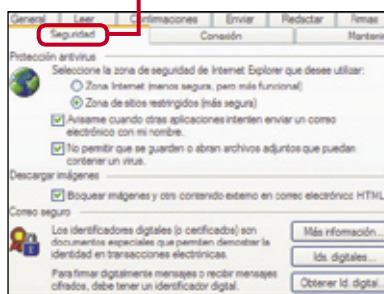 General Leer Confirmaciones Enviar Redactar Firmas
Seguridad Conexión Manteni
Protección antivirus
Seleccione la zona de seguridad de Internet Explorer que desee utilizar:
Zona Internet (menos segura, pero más funcional)
Zona de sitios restringidos (más segura)
Avisarme cuando otras aplicaciones intenten enviar un correo
electrónico con mi nombre.
No permitir que se guarden o abran archivos adjuntos que puedan
contener un virus.
Descargar imágenes
Bloquear imágenes y otro contenido externo en correo electrónico HTML
Correo seguro
Los identificadores digitales (o certificados) son
documentos especiales que permiten demostrar la
identidad en transacciones electrónicas.
Más información...
Ids. digitales...
Para firmar digitalmente mensajes o recibir mensajes
cifrados, debe tener un identificador digital.
Obtener Id. digital...